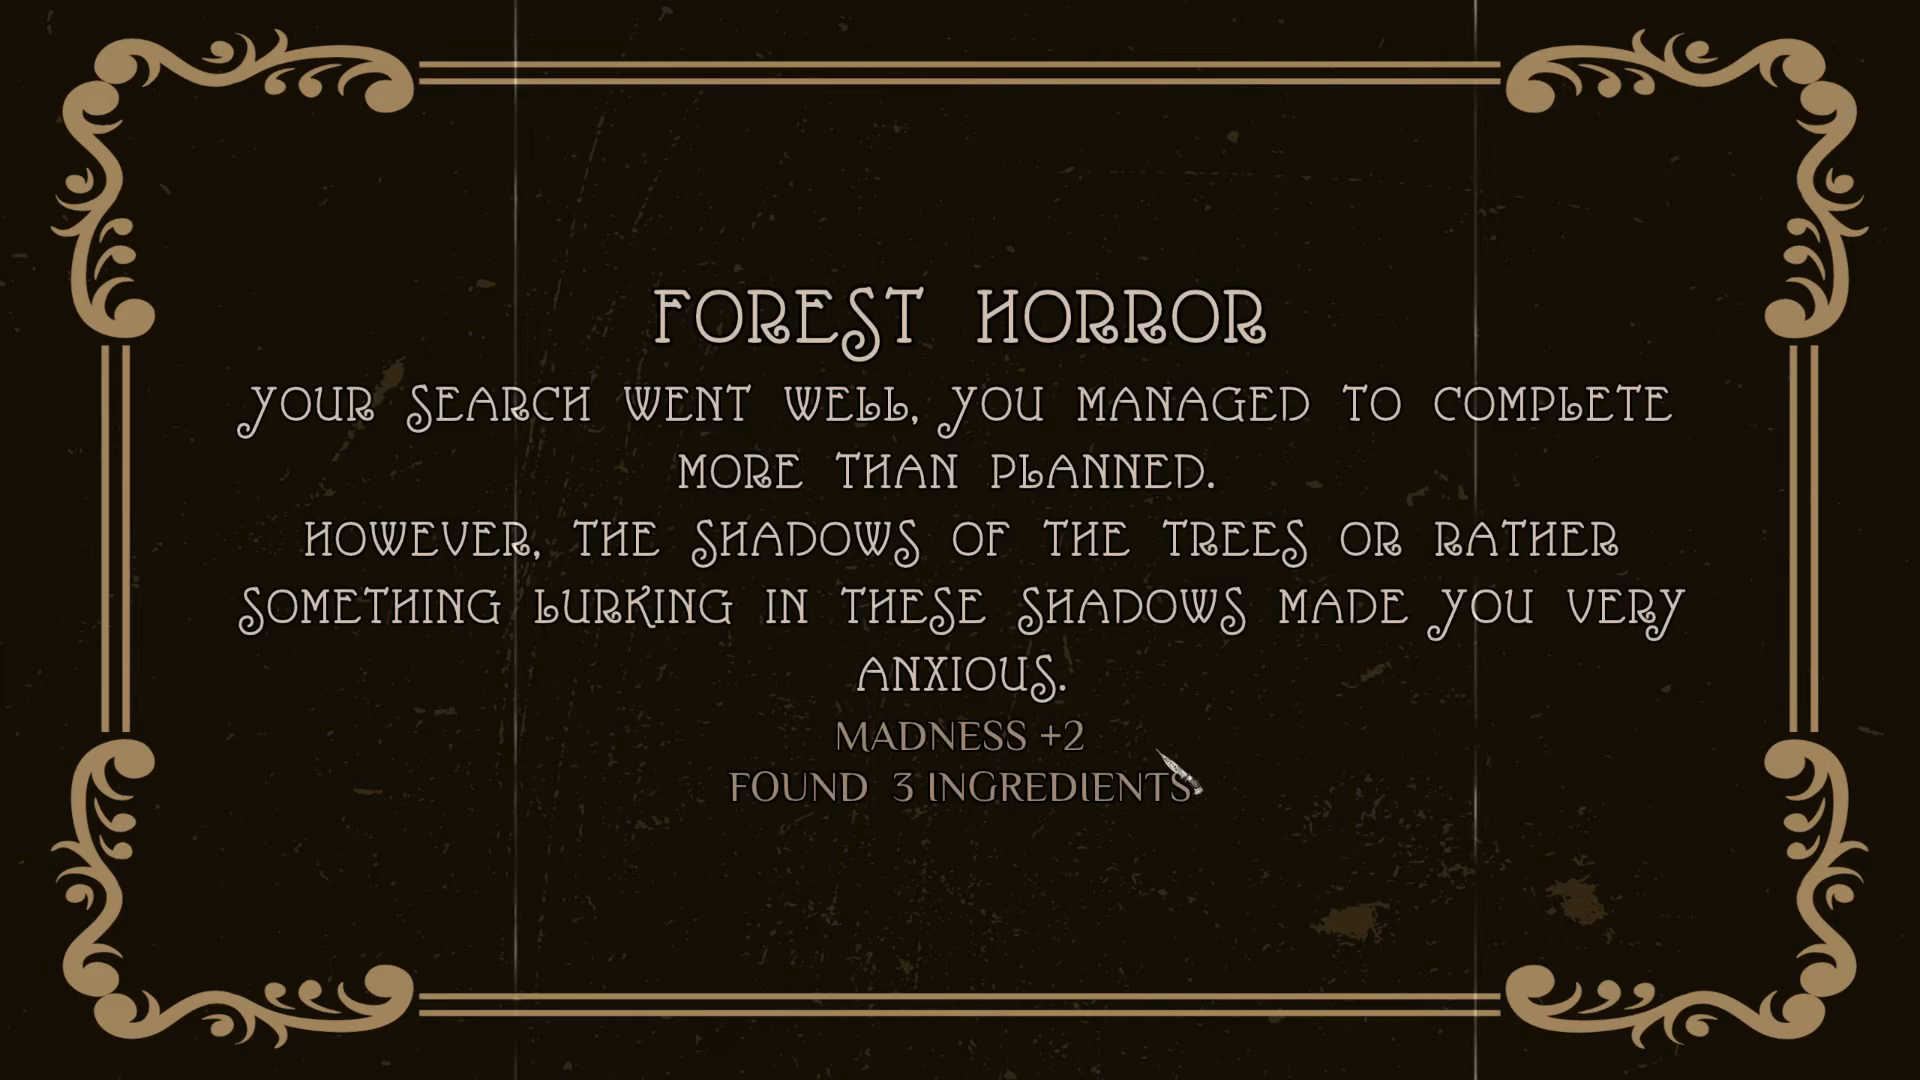 FOREST HORROR
YOUR SEARCH WENT WELL, YOU MANAGED TO COMPLETE
MORE THAN PLANNED.
HOWEVER, THE SHADOWS OF THE TREES OR RATHER
SOMETHING LURKING IN THESE SHADOWS MADE YOU VERY
ANXIOUS.
MADNESS +2
FOUND 3 INGREDIENTS